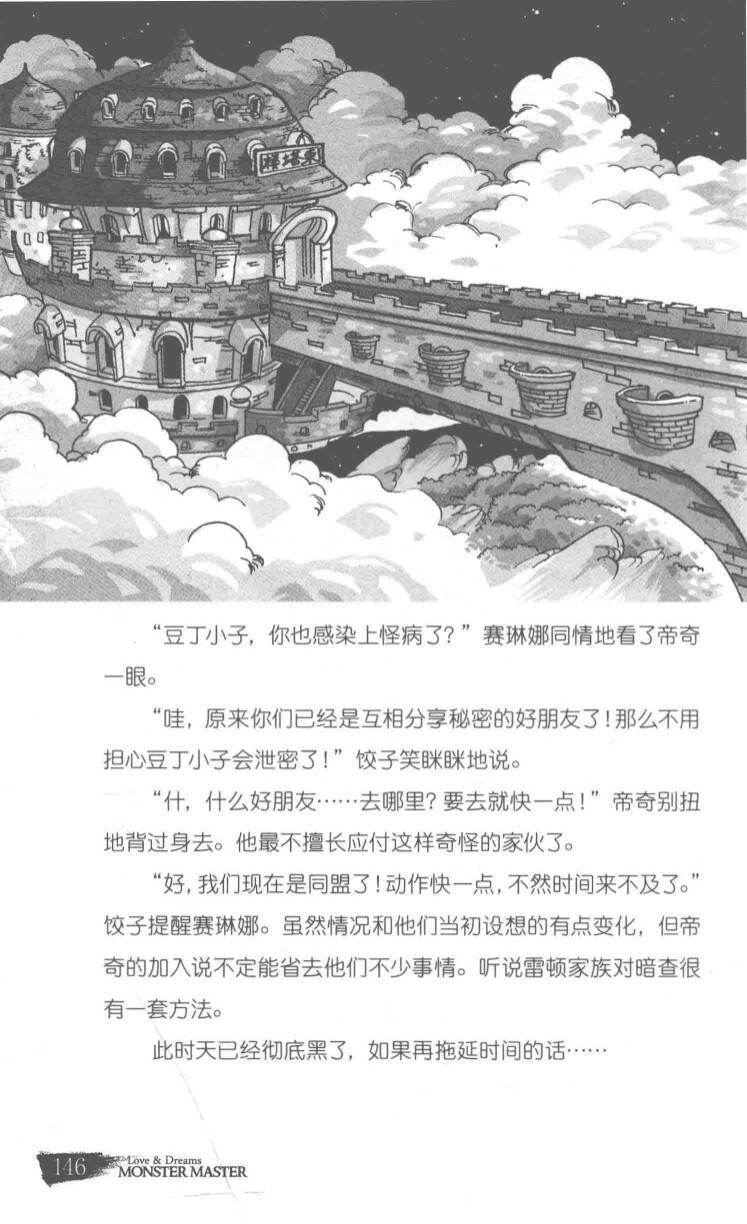 楼塔东
“豆丁小子，你也感染上怪病了？”赛琳娜同情地看了帝奇
一眼。
“哇，原来你们已经是互相分享秘密的好朋友了！那么不用
担心豆丁小子会泄密了！”饺子笑眯眯地说。
“什，什么好朋友……去哪里？要去就快一点！”帝奇别扭
地背过身去。他最不擅长应付这样奇怪的家伙了。
“好，我们现在是同盟了！动作快一点，不然时间来不及了。”
饺子提醒赛琳娜。虽然情况和他们当初设想的有点变化，但帝
奇的加入说不定能省去他们不少事情。听说雷顿家族对暗查很
有一套方法。
此时天已经彻底黑了，如果再拖延时间的话……
146
Love & Dreams
MONSTER MASTER